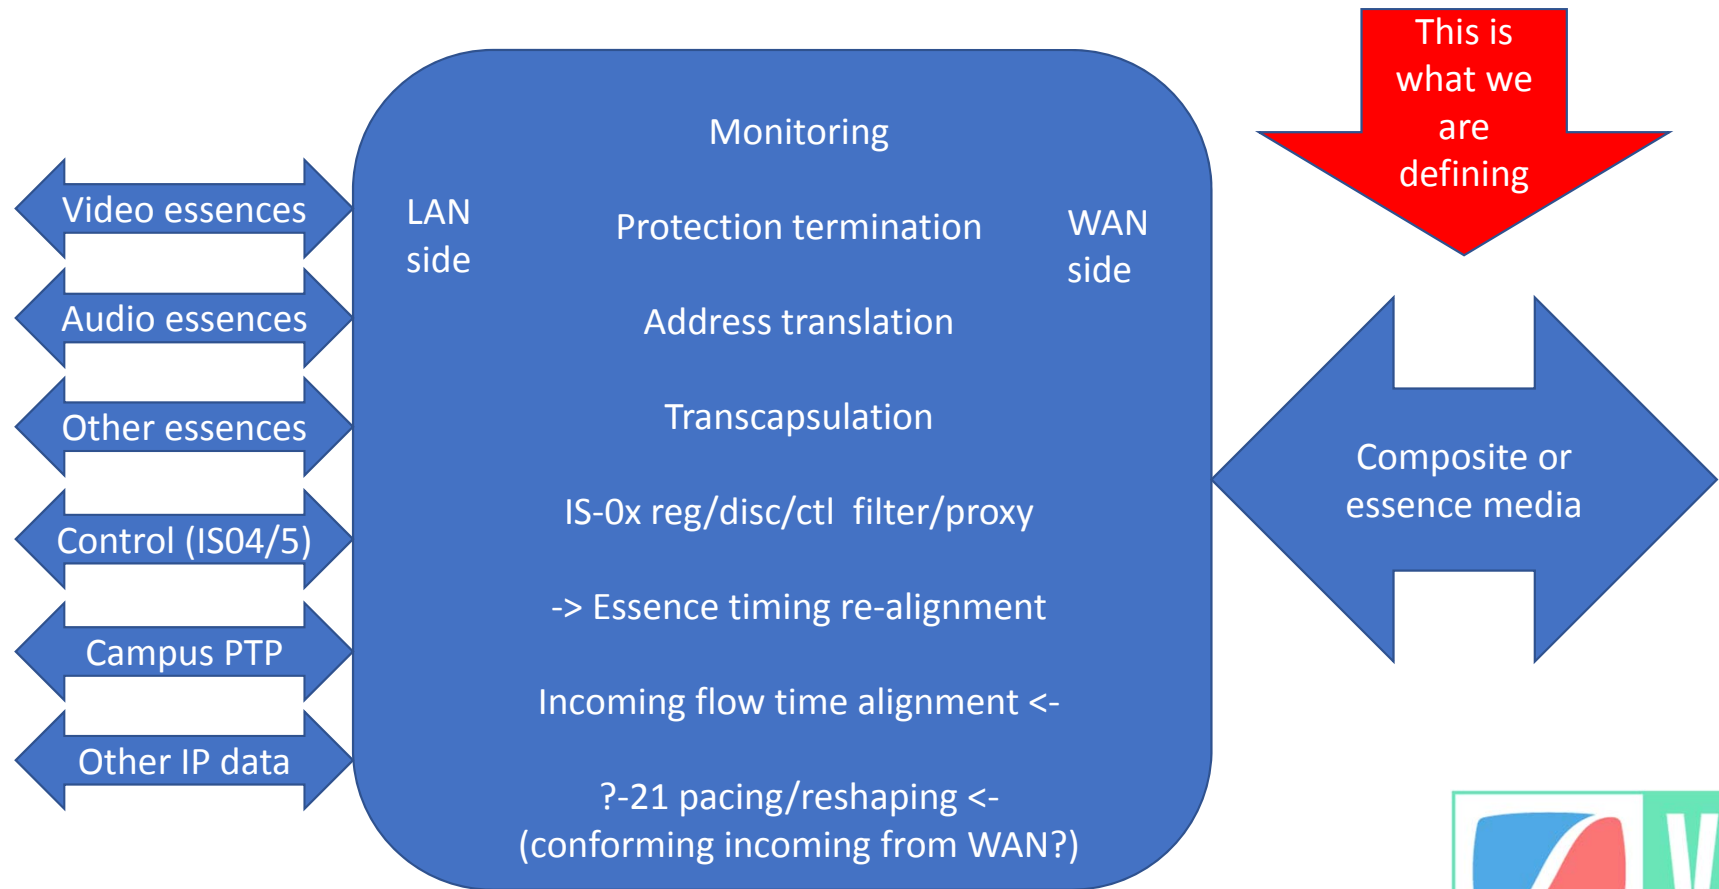 This is
what we
are
defining
Monitoring
LAN
side
Protection termination
WAN
side
Address translation
Transcapsulation
IS-0x reg/disc/ctl  filter/proxy
-> Essence timing re-alignment
Incoming flow time alignment <-
?-21 pacing/reshaping <-
(conforming incoming from WAN?)
Video essences
Audio essences
Other essences
Control (IS04/5)
Campus PTP
Other IP data
Composite or
essence media